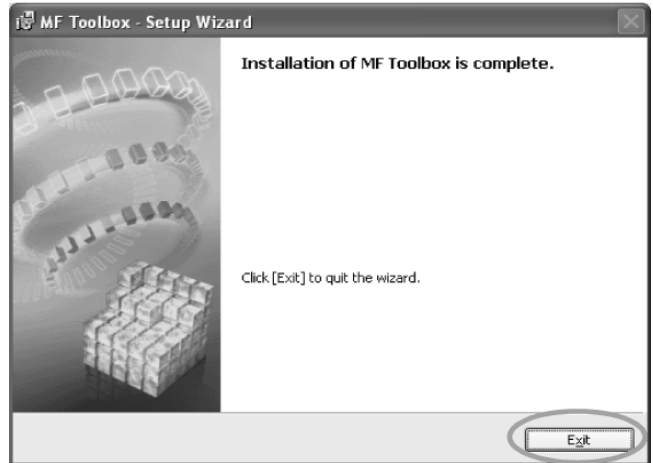 MF Toolbox - Setup Wizard
Installation of MF Toolbox is complete.
Click [Exit] to quit the wizard.
Exit